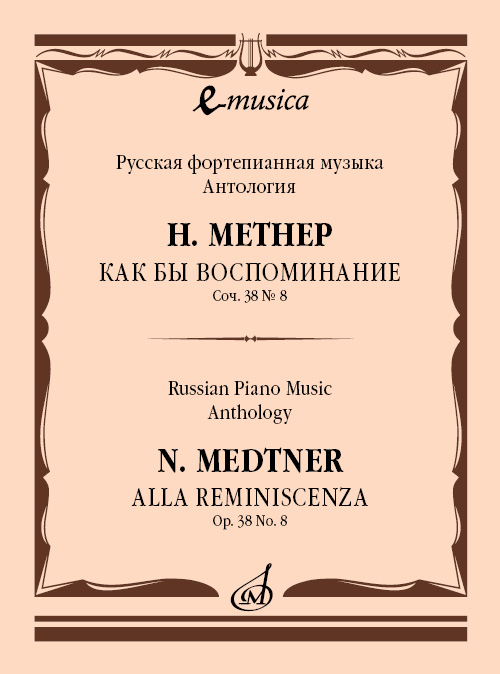 e-musica
Русская фортепианная музыка
Антология
Н. МЕТНЕР
КАК БЫ ВОСПОМИНАНИЕ
Соч. 38 № 8
Russian Piano Music
Anthology
N. MEDTNER
ALLA REMINISCENZA
Op. 38 No. 8